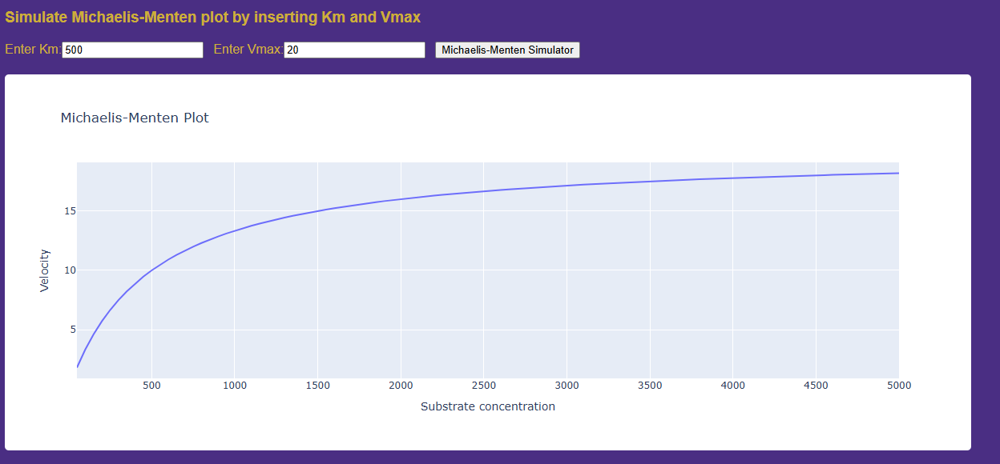 Simulate Michaelis-Menten plot by inserting Km and Vmax
Enter Km: 500 Enter Vmax: 20 Michaelis-Menten Simulator
Michaelis-Menten Plot
Velocity
15
10
5
500 1000 1500 2000 2500 3000 3500 4000 4500 5000
Substrate concentration